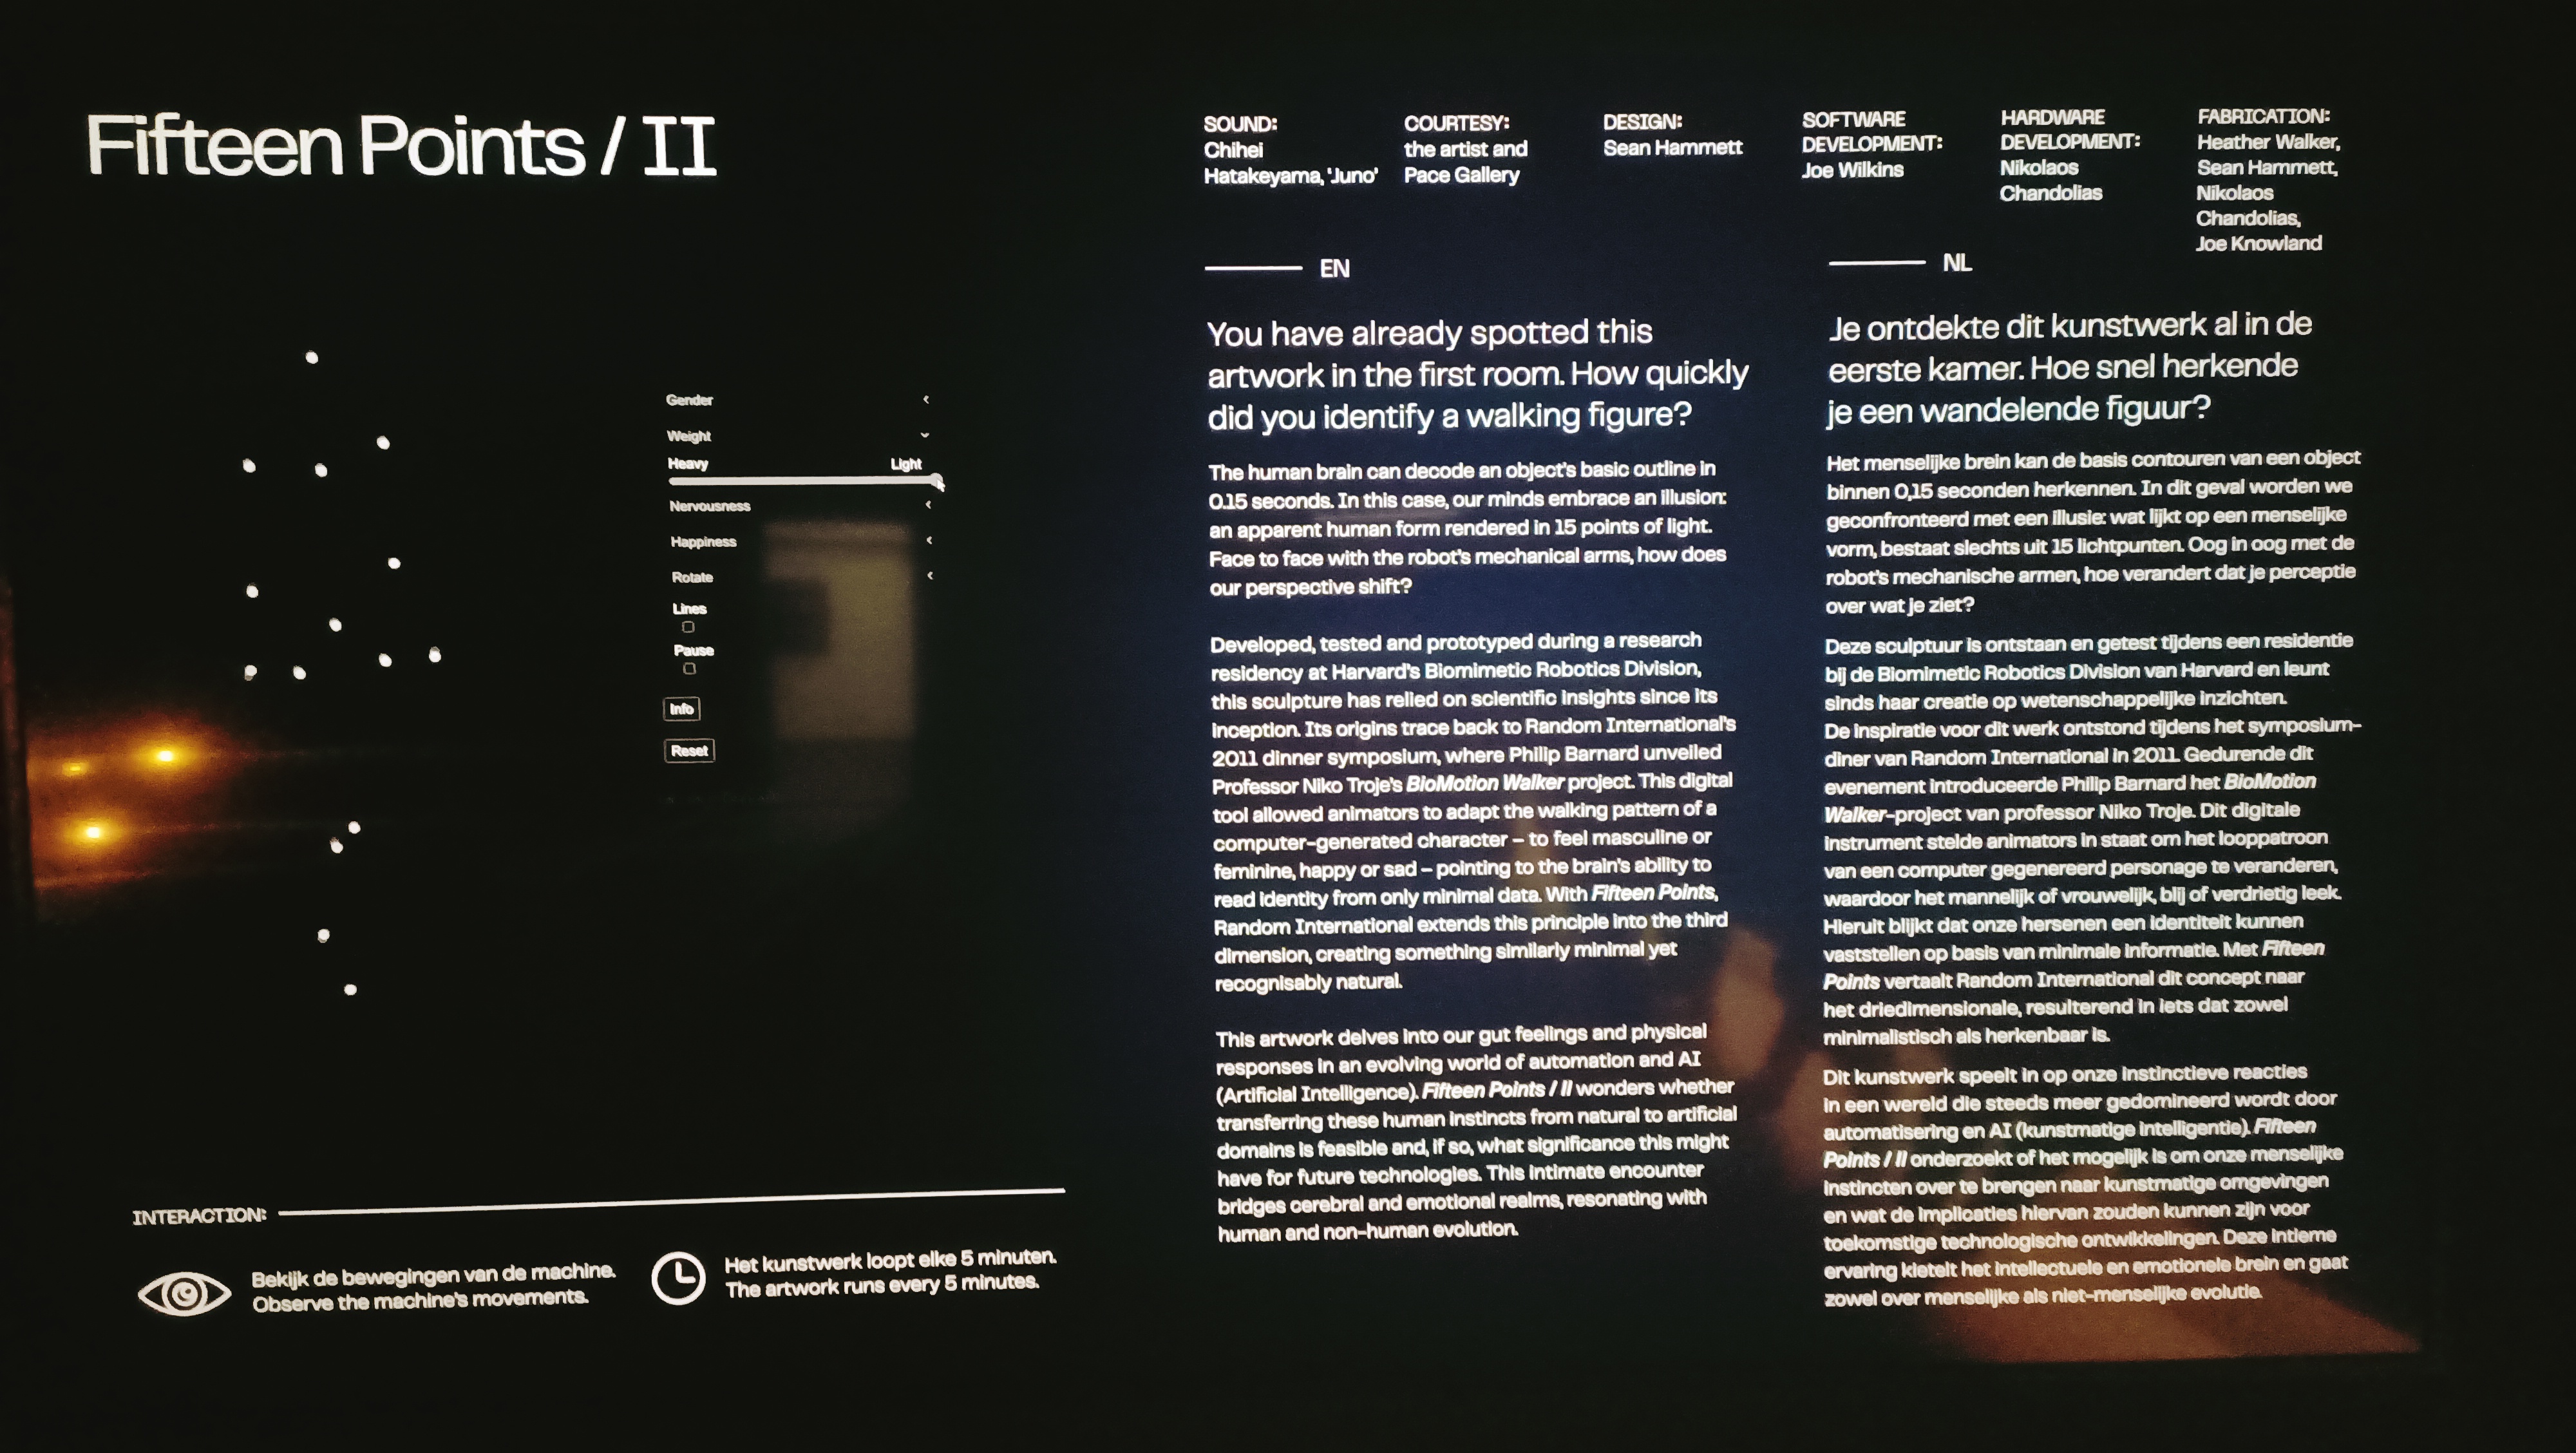 Fifteen Points / II
SOUND:
Chihei
Hatakeyama, 'Juno'
COURTESY:
the artist and
Pace Gallery
DESIGN:
Sean Hammett
SOFTWARE
DEVELOPMENT:
Joe Wilkins
HARDWARE
DEVELOPMENT:
Nikolaos
Chandolias
FABRICATION:
Heather Walker,
Sean Hammett,
Nikolaos
Chandolias,
Joe Knowland
Gender
Weight
Heavy Light
Nervousness
Happiness
Rotate
Lines
Pause
Info
Reset
INTERACTION:
Bekijk de bewegingen van de machine.
Observe the machine's movements.
Het kunstwerk loopt elke 5 minuten.
The artwork runs every 5 minutes.
EN
You have already spotted this
artwork in the first room. How quickly
did you identify a walking figure?
The human brain can decode an object's basic outline in
0.15 seconds. In this case, our minds embrace an illusion:
an apparent human form rendered in 15 points of light.
Face to face with the robot's mechanical arms, how does
our perspective shift?
Developed, tested and prototyped during a research
residency at Harvard's Biomimetic Robotics Division,
this sculpture has relied on scientific insights since its
inception. Its origins trace back to Random International's
2011 dinner symposium, where Philip Barnard unveiled
Professor Niko Troje's BioMotion Walker project. This digital
tool allowed animators to adapt the walking pattern of a
computer-generated character – to feel masculine or
feminine, happy or sad – pointing to the brain's ability to
read identity from only minimal data. With Fifteen Points,
Random International extends this principle into the third
dimension, creating something similarly minimal yet
recognisably natural.
This artwork delves into our gut feelings and physical
responses in an evolving world of automation and AI
(Artificial Intelligence). Fifteen Points / II wonders whether
transferring these human instincts from natural to artificial
domains is feasible and, if so, what significance this might
have for future technologies. This intimate encounter
bridges cerebral and emotional realms, resonating with
human and non-human evolution.
NL
Je ontdekte dit kunstwerk al in de
eerste kamer. Hoe snel herkende
je een wandelende figuur?
Het menselijke brein kan de basis contouren van een object
binnen 0,15 seconden herkennen. In dit geval worden we
geconfronteerd met een illusie: wat lijkt op een menselijke
vorm, bestaat slechts uit 15 lichtpunten. Oog in oog met de
robot's mechanische armen, hoe verandert dat je perceptie
over wat je ziet?
Deze sculptuur is ontstaan en getest tijdens een residentie
bij de Biomimetic Robotics Division van Harvard en leunt
sinds haar creatie op wetenschappelijke inzichten.
De inspiratie voor dit werk ontstond tijdens het symposium-
diner van Random International in 2011. Gedurende dit
evenement introduceerde Philip Barnard het BioMotion
Walker-project van professor Niko Troje. Dit digitale
instrument stelde animators in staat om het looppatroon
van een computer gegenereerd personage te veranderen,
waardoor het mannelijk of vrouwelijk, blij of verdrietig leek.
Hieruit blijkt dat onze hersenen een identiteit kunnen
vaststellen op basis van minimale informatie. Met Fifteen
Points vertaalt Random International dit concept naar
het driedimensionale, resulterend in iets dat zowel
minimalistisch als herkenbaar is.
Dit kunstwerk speelt in op onze instinctieve reacties
in een wereld die steeds meer gedomineerd wordt door
automatisering en AI (kunstmatige intelligentie). Fifteen
Points / II onderzoekt of het mogelijk is om onze menselijke
instincten over te brengen naar kunstmatige omgevingen
en wat de implicaties hiervan zouden kunnen zijn voor
toekomstige technologische ontwikkelingen. Deze intieme
ervaring kietelt het intellectuele en emotionele brein en gaat
zowel over menselijke als niet-menselijke evolutie.